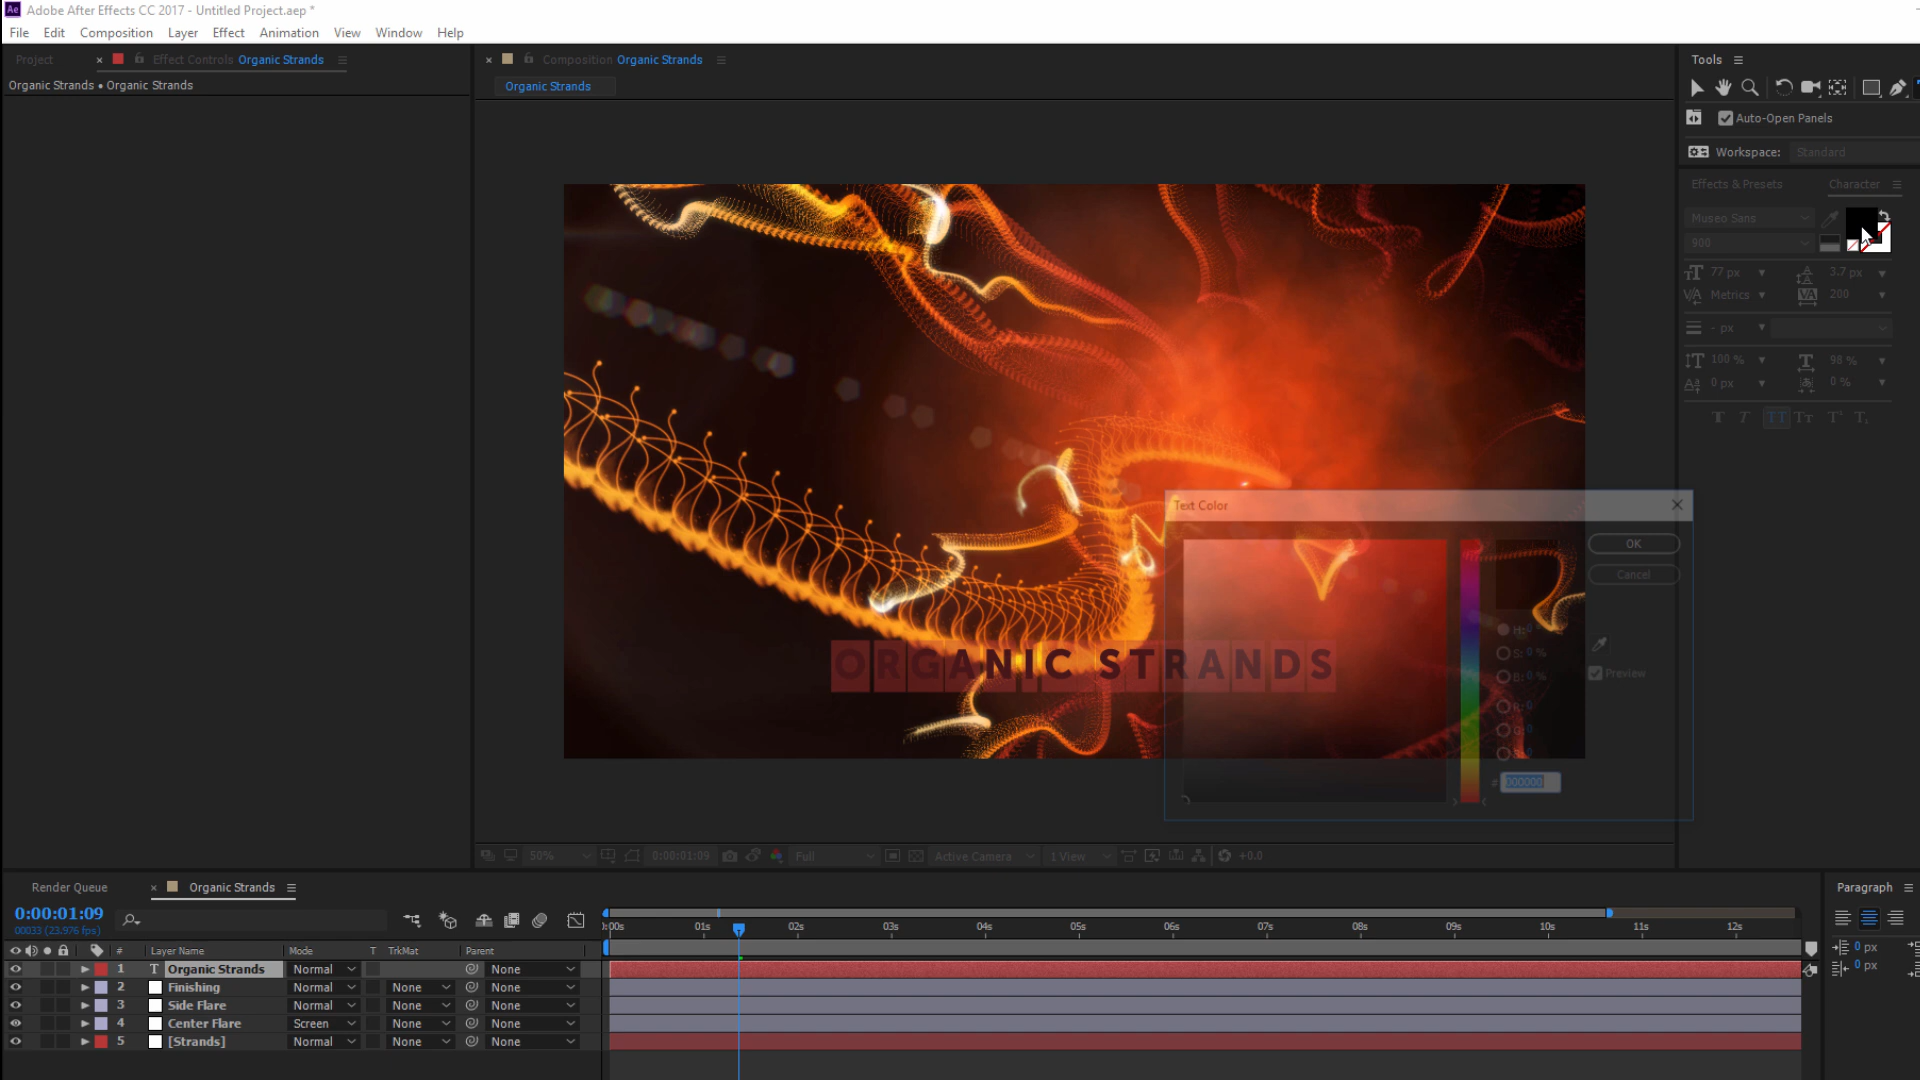 Adobe After Effects CC 2017 - Untitled Project.aep *
File Edit Composition Layer Effect Animation View Window Help
Project × Effect Controls Organic Strands
Organic Strands • Organic Strands
× Composition Organic Strands
Organic Strands
Tools
Auto-Open Panels
Workspace: Standard
Effects & Presets Character
Museo Sans
900
77 px 3.7 px
Metrics 200
- px
100 % 98 %
0 px 0 %
Text Color
OK
Cancel
H: 0 °
S: 0 %
B: 0 %
Preview
R: 0
G: 0
# 000000
ORGANIC STRANDS
50% 0:00:01:09 Full Active Camera 1 View +0.0
Render Queue × Organic Strands
0:00:01:09
00033 (23.976 fps)
:00s 01s 02s 03s 04s 05s 06s 07s 08s 09s 10s 11s 12s
# Layer Name Mode T TrkMat Parent
1 T Organic Strands Normal None
2 Finishing Normal None None
3 Side Flare Normal None None
4 Center Flare Screen None None
5 [Strands] Normal None None
Paragraph
0 px
0 px